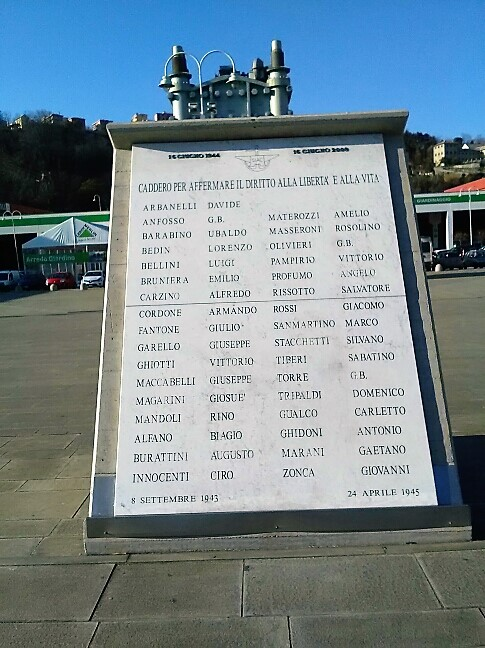 16 GIUGNO 1944 16 GIUGNO 2008
CADDERO PER AFFERMARE IL DIRITTO ALLA LIBERTA' E ALLA VITA
ARBANELLI DAVIDE
ANFOSSO G.B. MATEROZZI AMELIO
BARABINO UBALDO MASSERONI ROSOLINO
BEDIN LORENZO OLIVIERI G.B.
BELLINI LUIGI PAMPIRIO VITTORIO
BRUNIERA EMILIO PROFUMO ANGELO
CARZINO ALFREDO RISSOTTO SALVATORE
CORDONE ARMANDO ROSSI GIACOMO
FANTONE GIULIO SANMARTINO MARCO
GARELLO GIUSEPPE STACCHETTI SILVANO
GHIOTTI VITTORIO TIBERI SABATINO
MACCABELLI GIUSEPPE TORRE G.B.
MAGARINI GIOSUE' TRIPALDI DOMENICO
MANDOLI RINO GUALCO CARLETTO
ALFANO BIAGIO GHIDONI ANTONIO
BURATTINI AUGUSTO MARANI GAETANO
INNOCENTI CIRO ZONCA GIOVANNI
8 SETTEMBRE 1943 24 APRILE 1945
GIARDINAGGIO
Arredo Giardino